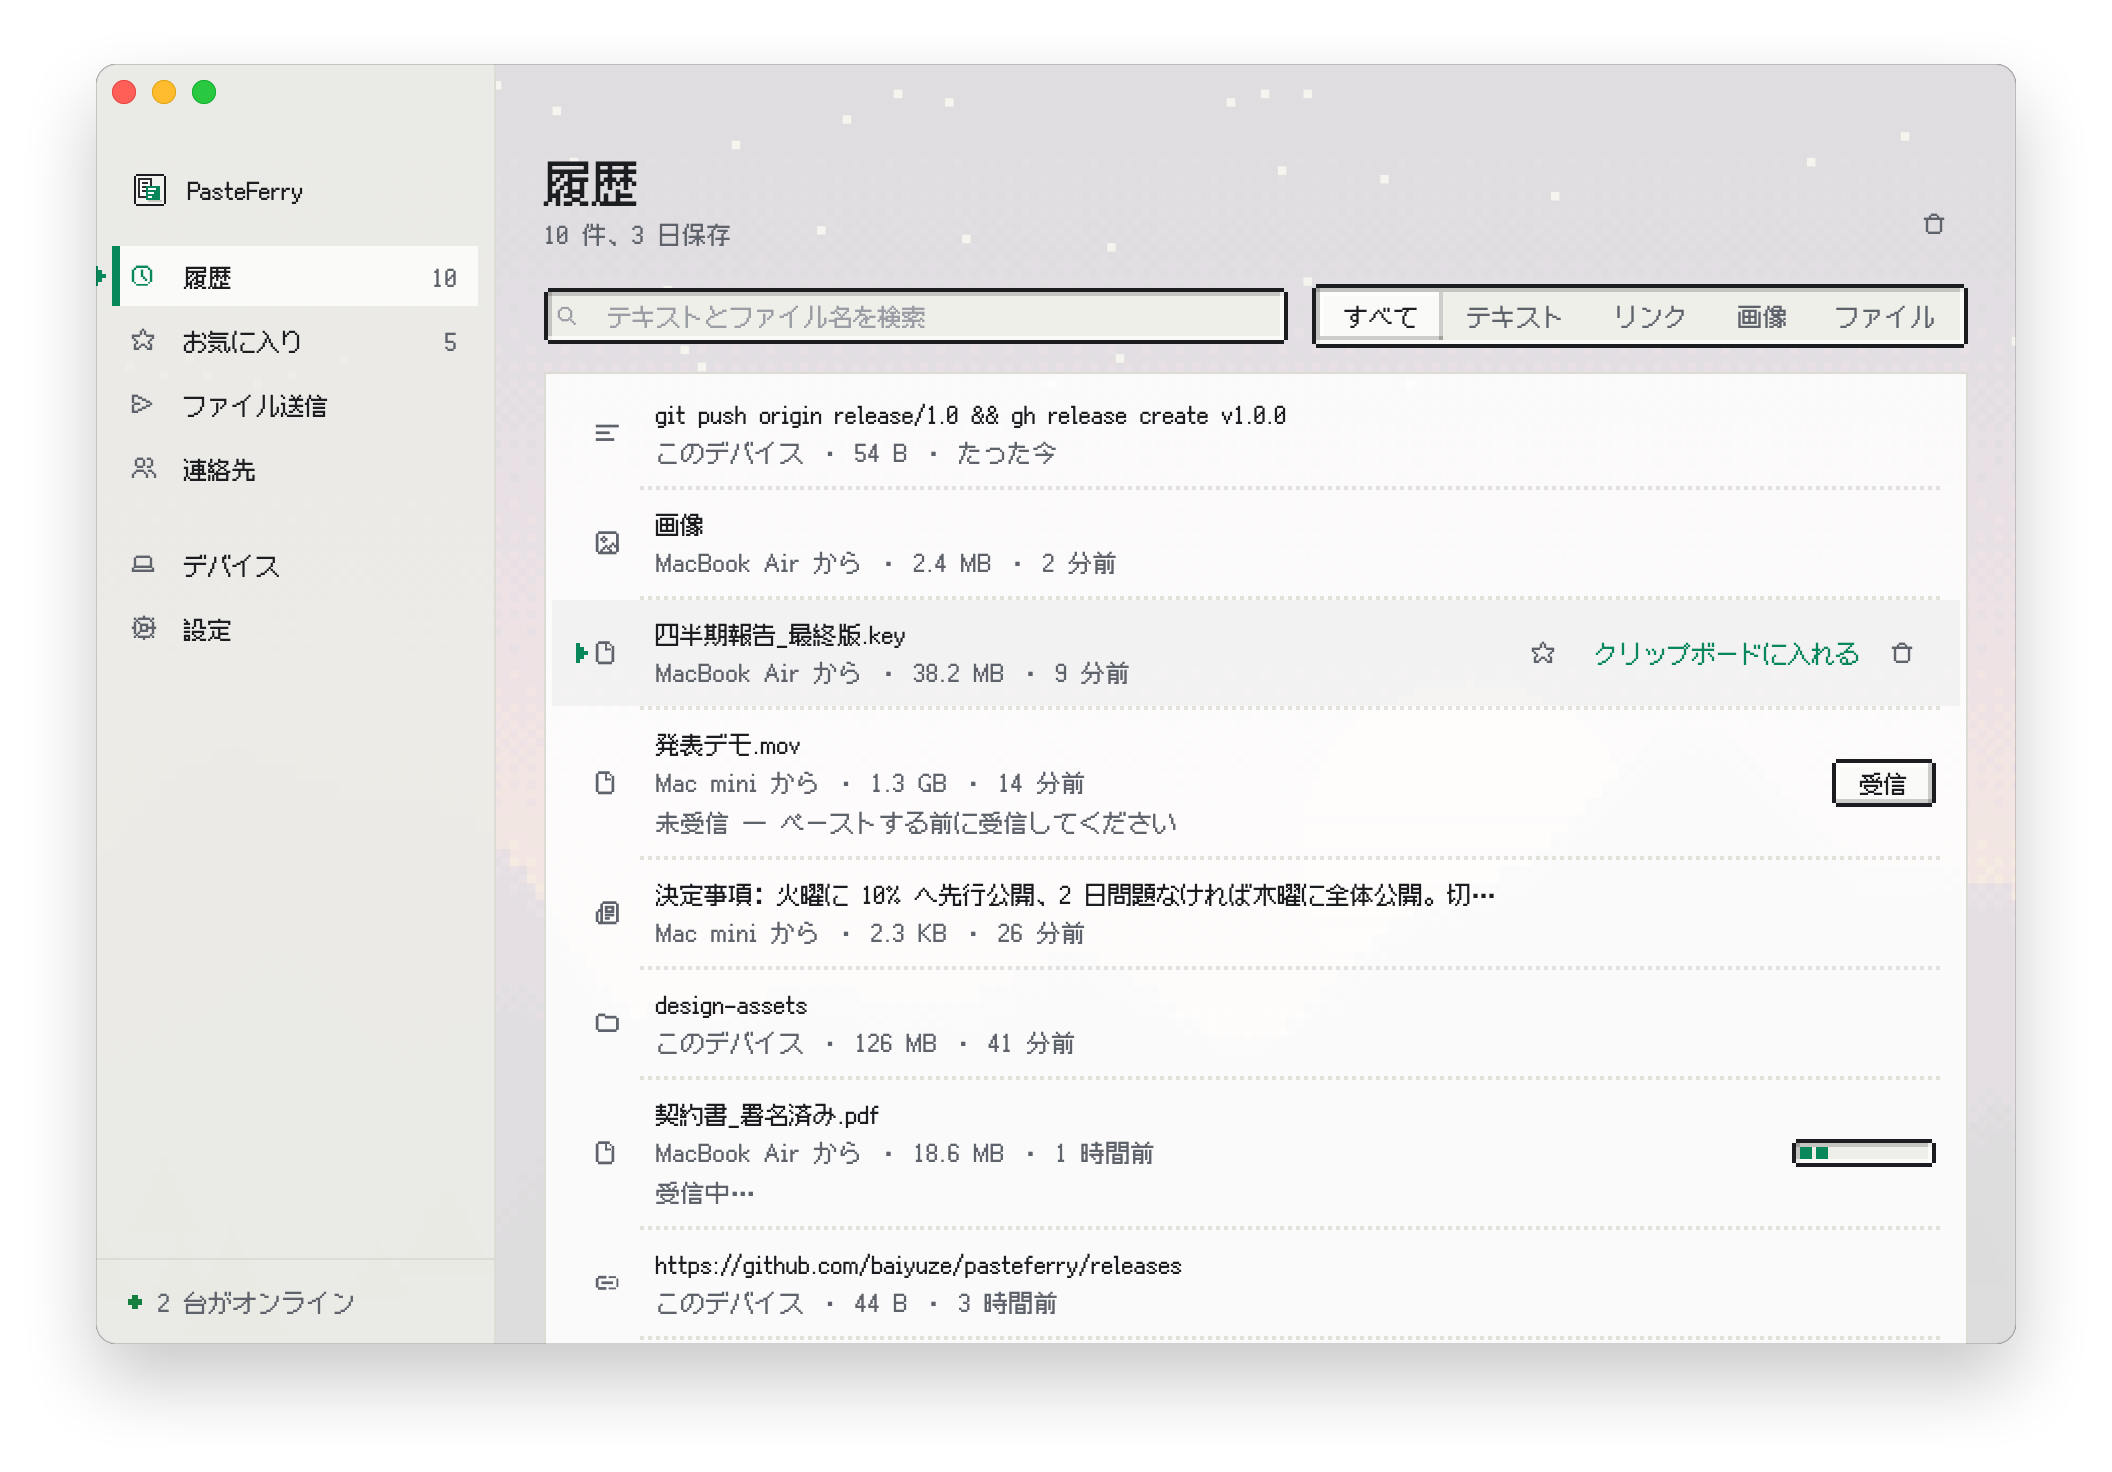 PasteFerry
履歴 10
お気に入り 5
ファイル送信
連絡先
デバイス
設定
2 台がオンライン
履歴
10 件、3 日保存
テキストとファイル名を検索
すべて テキスト リンク 画像 ファイル
git push origin release/1.0 && gh release create v1.0.0
このデバイス ・ 54 B ・ たった今
画像
MacBook Air から ・ 2.4 MB ・ 2 分前
四半期報告_最終版.key
MacBook Air から ・ 38.2 MB ・ 9 分前
クリップボードに入れる
発表デモ.mov
Mac mini から ・ 1.3 GB ・ 14 分前
未受信 — ペーストする前に受信してください
受信
決定事項: 火曜に 10% へ先行公開、2 日問題なければ木曜に全体公開。切…
Mac mini から ・ 2.3 KB ・ 26 分前
design-assets
このデバイス ・ 126 MB ・ 41 分前
契約書_署名済み.pdf
MacBook Air から ・ 18.6 MB ・ 1 時間前
受信中…
https://github.com/baiyuze/pasteferry/releases
このデバイス ・ 44 B ・ 3 時間前